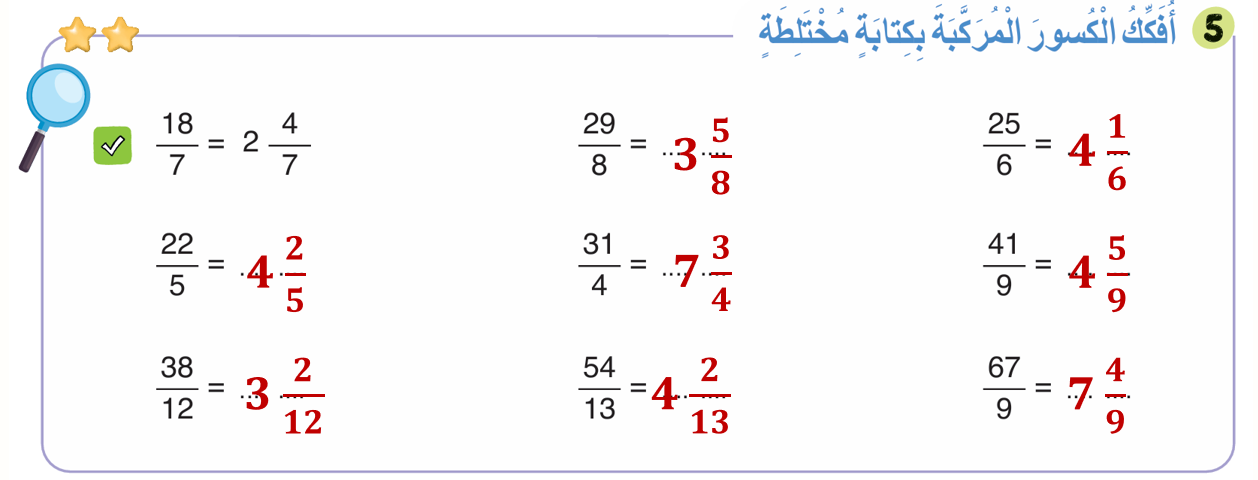 5 أُفَكِّكُ الْكُسورَ الْمُرَكَّبَةَ بِكِتابَةٍ مُخْتَلِطَةٍ
18/7 = 2 4/7
29/8 = 3 5/8
25/6 = 4 1/6
22/5 = 4 2/5
31/4 = 7 3/4
41/9 = 4 5/9
38/12 = 3 2/12
54/13 = 4 2/13
67/9 = 7 4/9